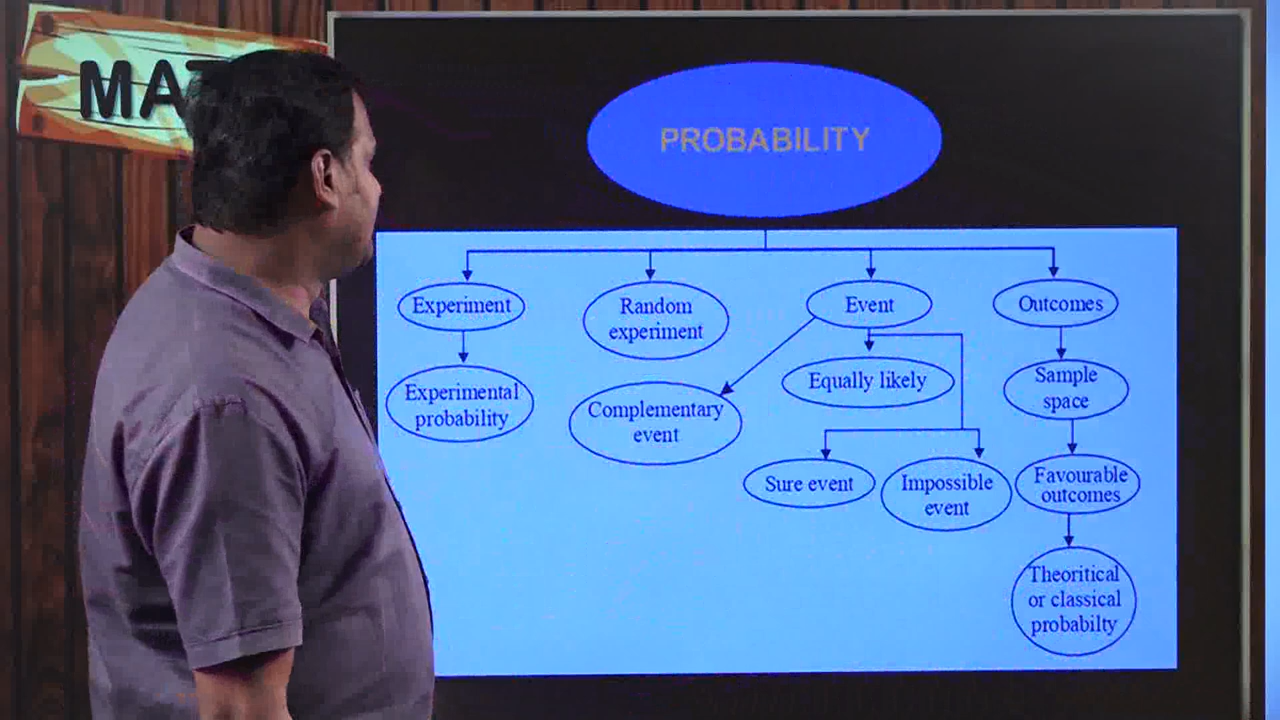 MAT
PROBABILITY
Experiment
Random
experiment
Event
Outcomes
Experimental
probability
Complementary
event
Equally likely
Sample
space
Sure event
Impossible
event
Favourable
outcomes
Theoritical
or classical
probabilty